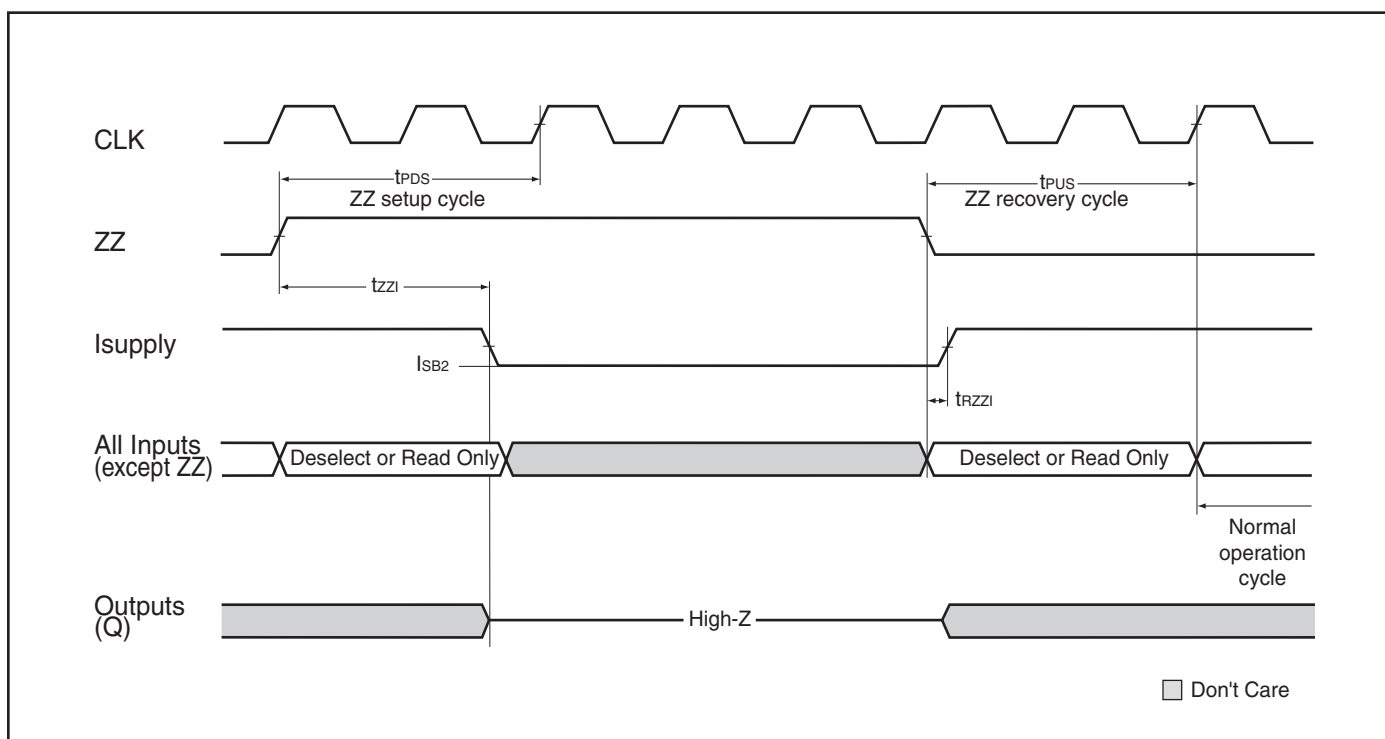 CLK
tPDS
ZZ setup cycle
tPUS
ZZ recovery cycle
ZZ
tZZI
Isupply
ISB2
tRZZI
All Inputs
(except ZZ)
Deselect or Read Only
Deselect or Read Only
Normal
operation
cycle
Outputs
(Q)
High-Z
Don't Care